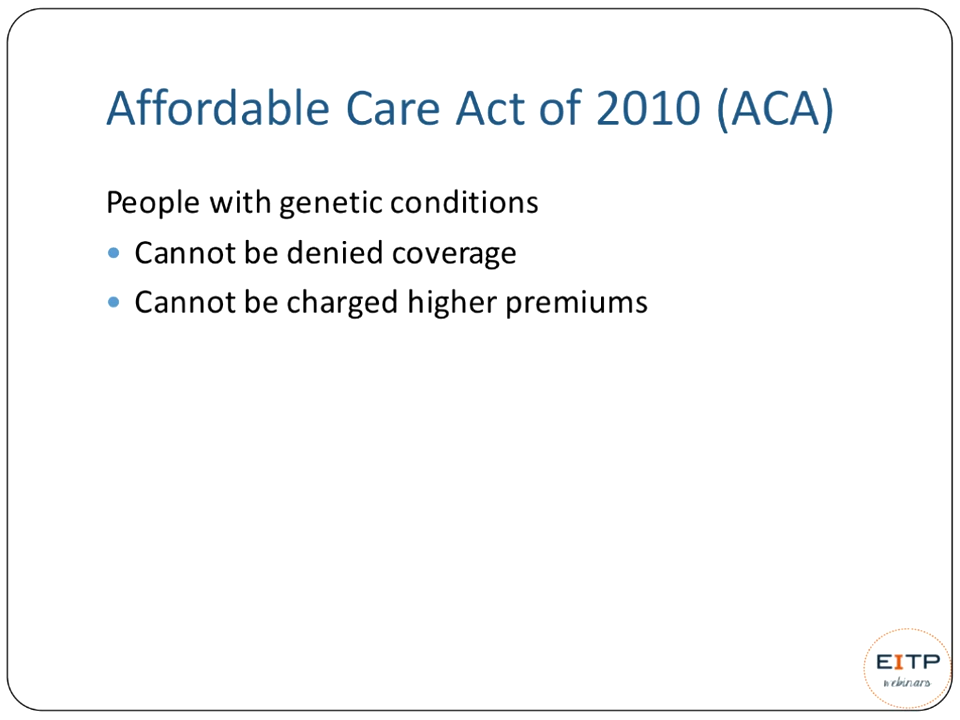 Affordable Care Act of 2010 (ACA)
People with genetic conditions
• Cannot be denied coverage
• Cannot be charged higher premiums
EITP
webinars